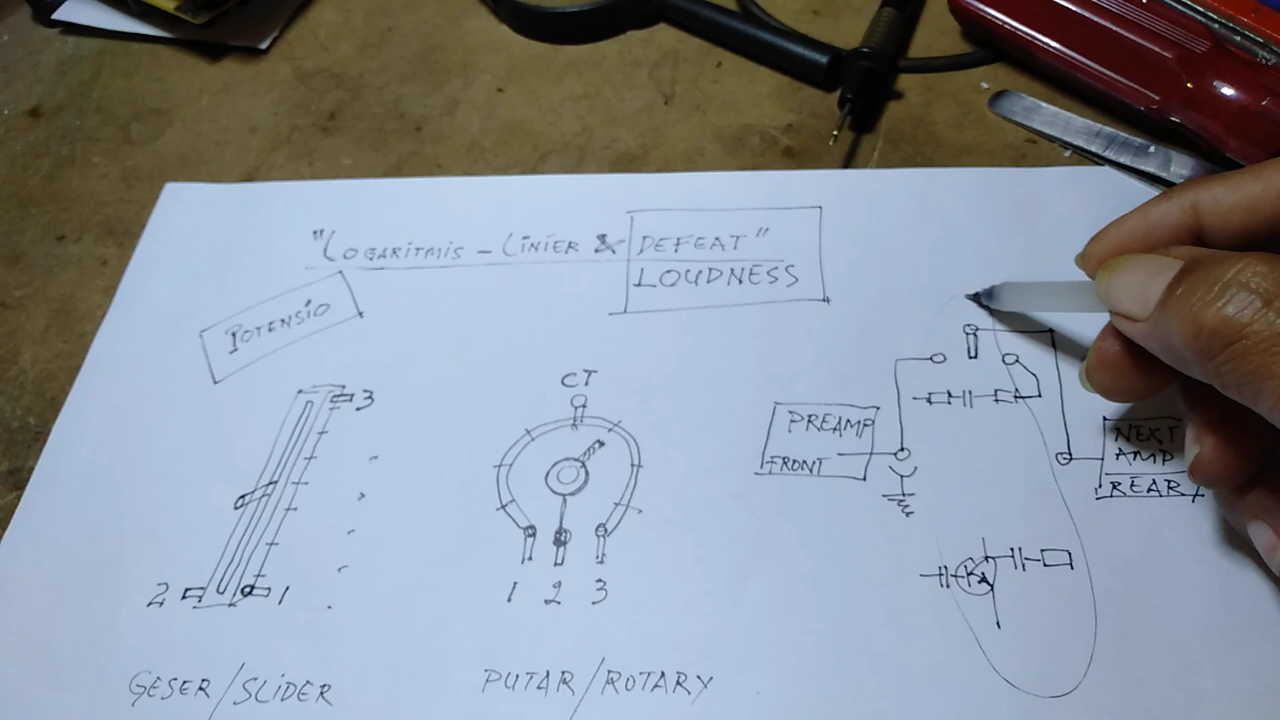 "LOGARITMIS - LINIER & DEFEAT"
LOUDNESS
POTENSIO
3
2
1
GESER/SLIDER
CT
1 2 3
PUTAR/ROTARY
PREAMP
FRONT
NEXT
AMP
REAR